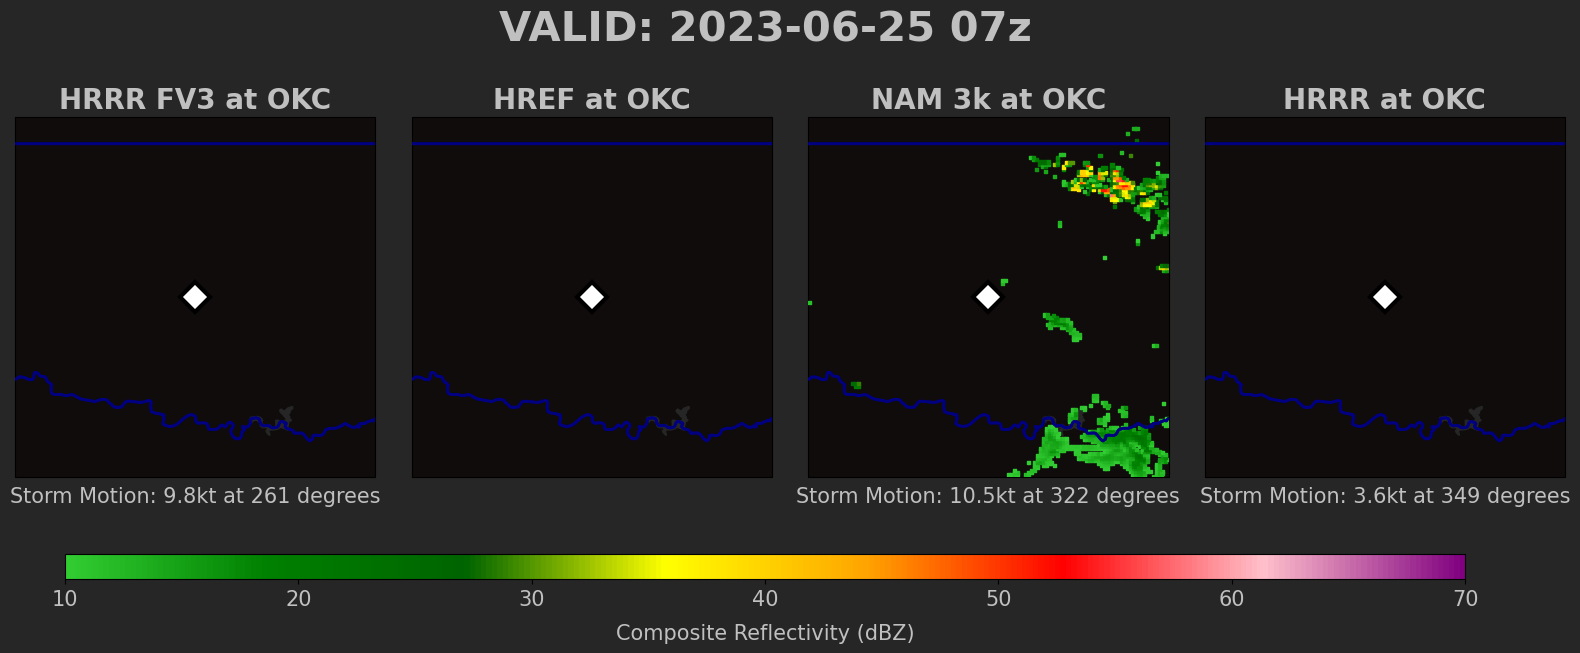 VALID: 2023-06-25 07z
HRRR FV3 at OKC
HREF at OKC
NAM 3k at OKC
HRRR at OKC
Storm Motion: 9.8kt at 261 degrees
Storm Motion: 10.5kt at 322 degrees
Storm Motion: 3.6kt at 349 degrees
10 20 30 40 50 60 70
Composite Reflectivity (dBZ)